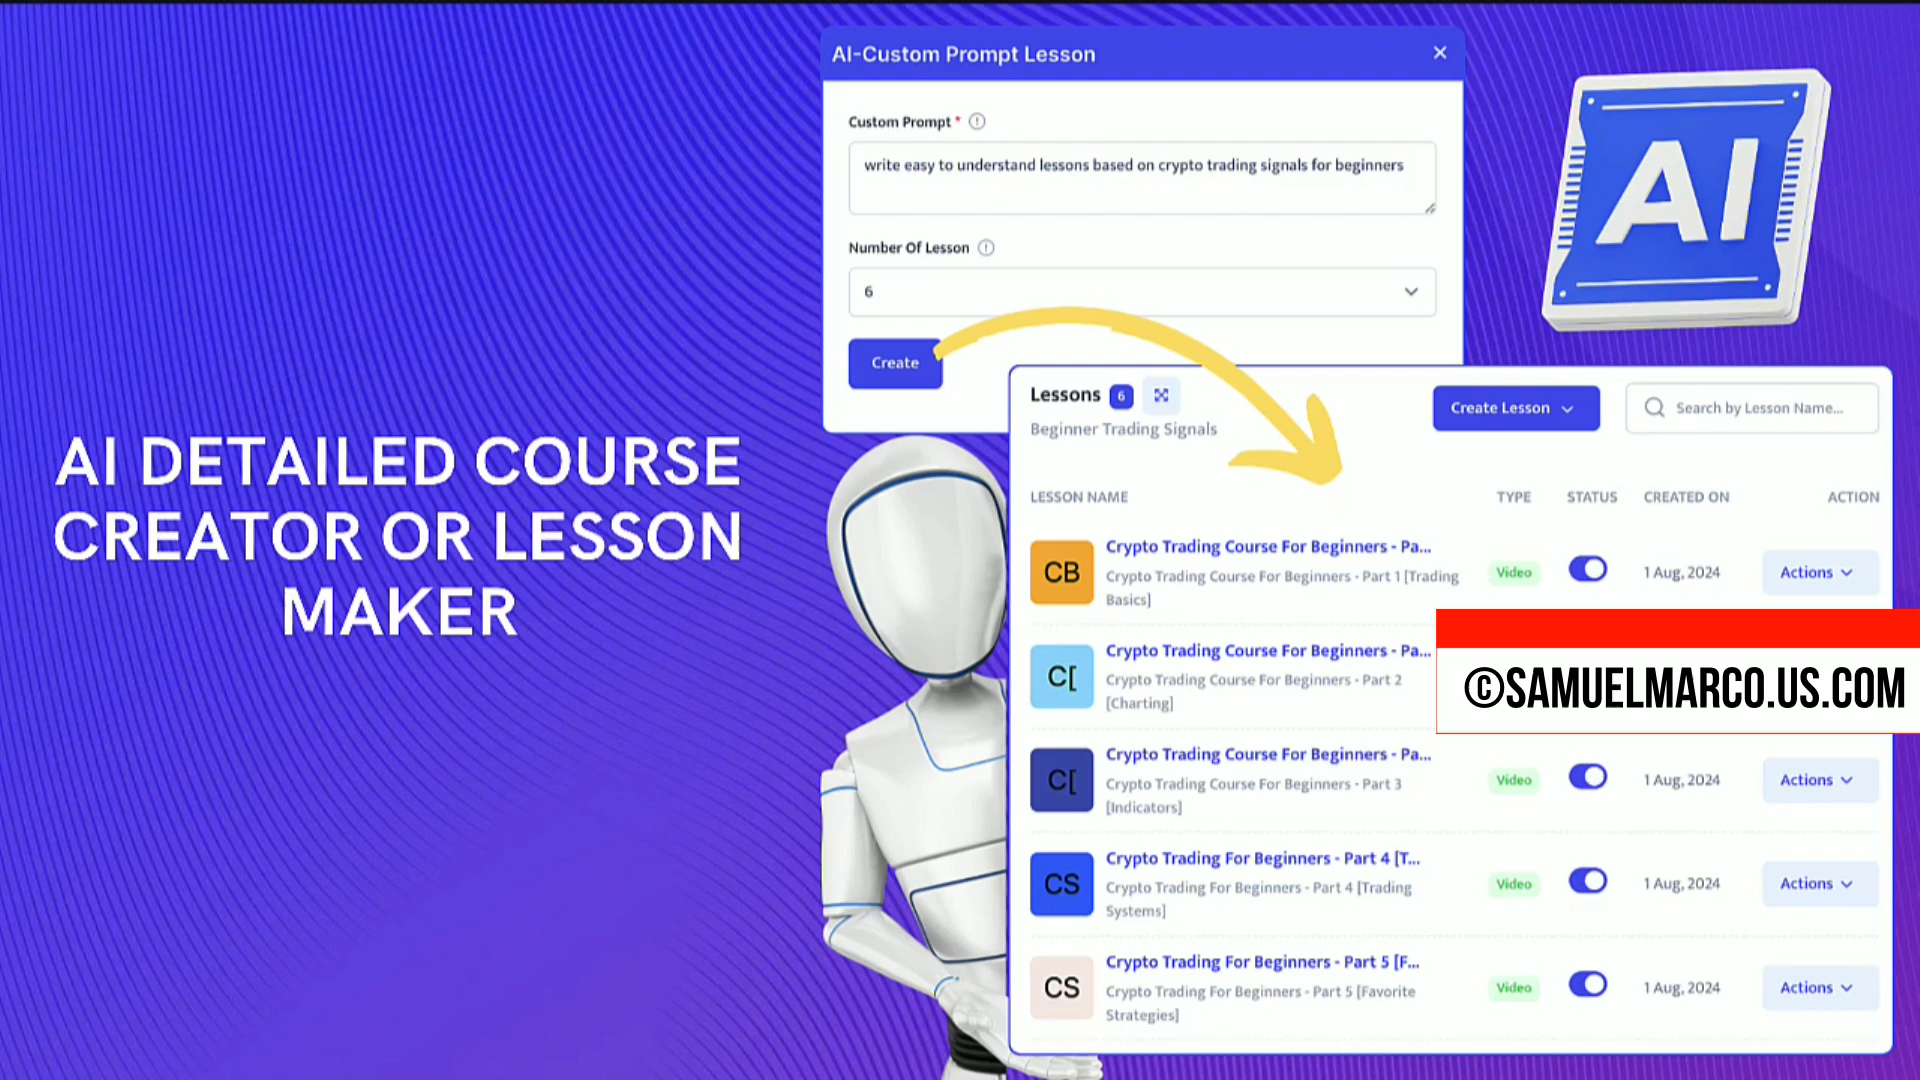 AI-Custom Prompt Lesson
Custom Prompt *
write easy to understand lessons based on crypto trading signals for beginners
Number Of Lesson
6
Create
AI
AI DETAILED COURSE
CREATOR OR LESSON
MAKER
Lessons 6
Beginner Trading Signals
Create Lesson
Search by Lesson Name...
LESSON NAME TYPE STATUS CREATED ON ACTION
CB
Crypto Trading Course For Beginners - Pa...
Crypto Trading Course For Beginners - Part 1 [Trading
Basics]
Video
1 Aug, 2024
Actions
C[
Crypto Trading Course For Beginners - Pa...
Crypto Trading Course For Beginners - Part 2
[Charting]
©SAMUELMARCO.US.COM
C[
Crypto Trading Course For Beginners - Pa...
Crypto Trading Course For Beginners - Part 3
[Indicators]
Video
1 Aug, 2024
Actions
CS
Crypto Trading For Beginners - Part 4 [T...
Crypto Trading For Beginners - Part 4 [Trading
Systems]
Video
1 Aug, 2024
Actions
CS
Crypto Trading For Beginners - Part 5 [F...
Crypto Trading For Beginners - Part 5 [Favorite
Strategies]
Video
1 Aug, 2024
Actions